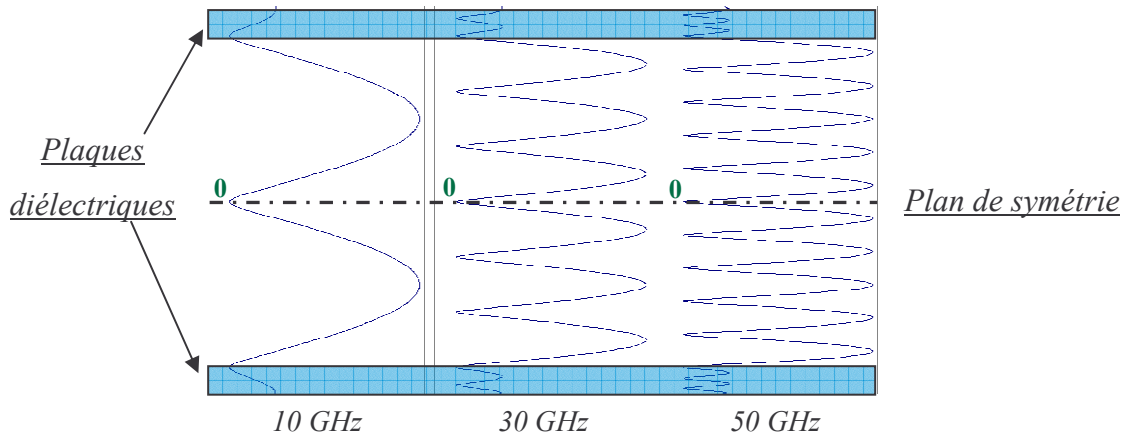 Plaques
diélectriques
0
0
0
Plan de symétrie
10 GHz
30 GHz
50 GHz